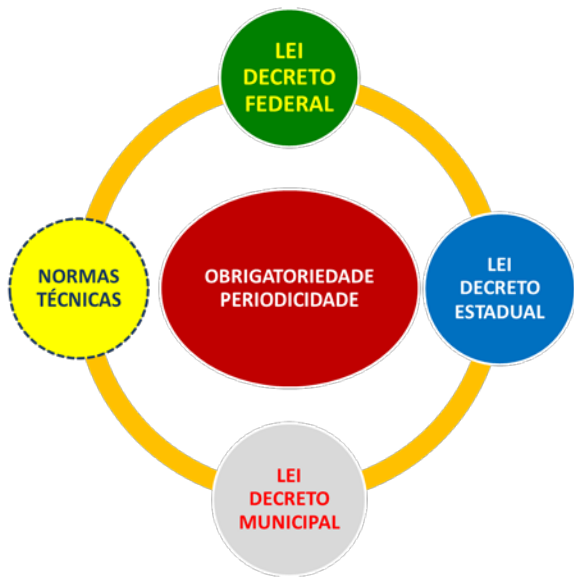 LEI
DECRETO
FEDERAL
NORMAS
TÉCNICAS
OBRIGATORIEDADE
PERIODICIDADE
LEI
DECRETO
ESTADUAL
LEI
DECRETO
MUNICIPAL